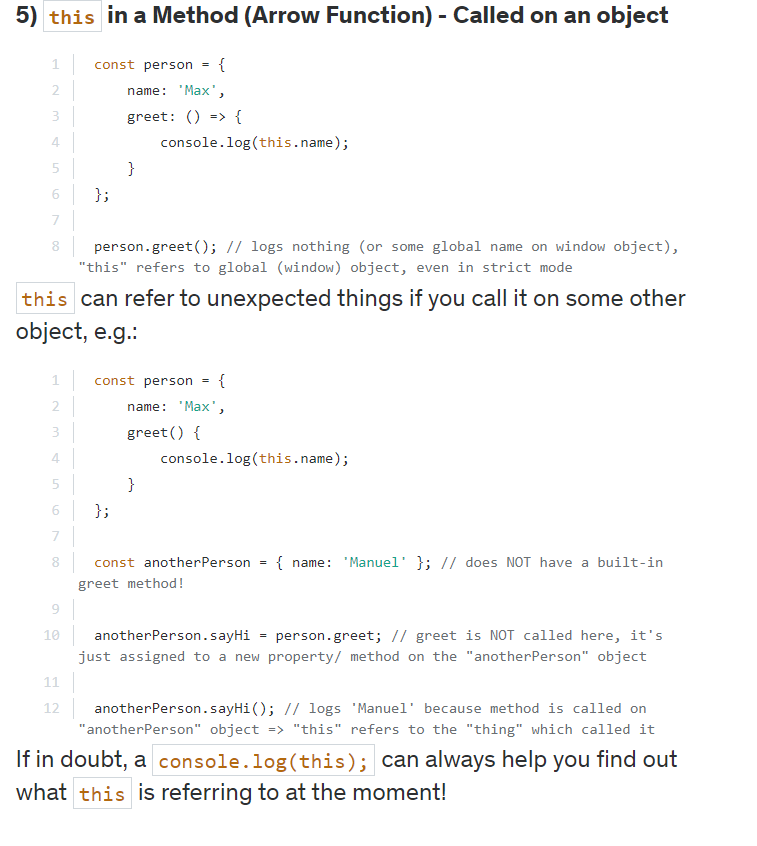 5) this in a Method (Arrow Function) - Called on an object
1 const person = {
2 name: 'Max',
3 greet: () => {
4 console.log(this.name);
5 }
6 };
7
8 person.greet(); // logs nothing (or some global name on window object),
"this" refers to global (window) object, even in strict mode
this can refer to unexpected things if you call it on some other
object, e.g.:
1 const person = {
2 name: 'Max',
3 greet() {
4 console.log(this.name);
5 }
6 };
7
8 const anotherPerson = { name: 'Manuel' }; // does NOT have a built-in
greet method!
9
10 anotherPerson.sayHi = person.greet; // greet is NOT called here, it's
just assigned to a new property/ method on the "anotherPerson" object
11
12 anotherPerson.sayHi(); // logs 'Manuel' because method is called on
"anotherPerson" object => "this" refers to the "thing" which called it
If in doubt, a console.log(this); can always help you find out
what this is referring to at the moment!